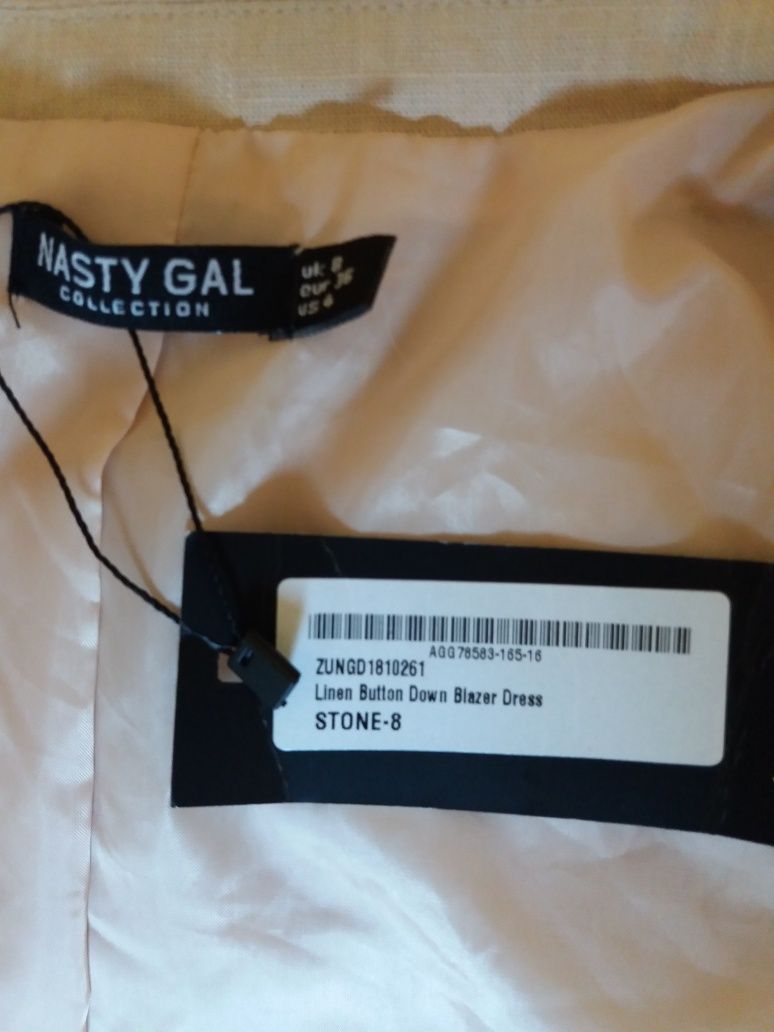 NASTY GAL
COLLECTION
uk 8
eur 36
us 4
AGG78583-165-16
ZUNGD1810261
Linen Button Down Blazer Dress
STONE-8